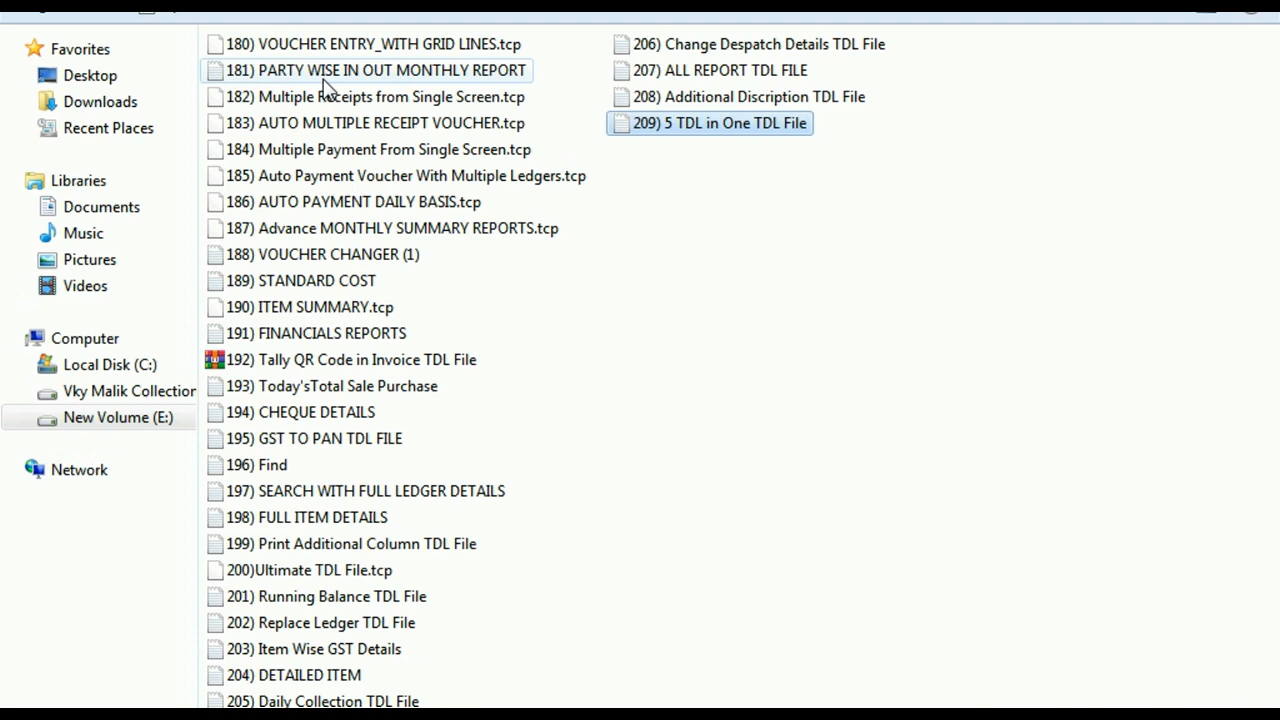 Favorites
Desktop
Downloads
Recent Places
Libraries
Documents
Music
Pictures
Videos
Computer
Local Disk (C:)
Vky Malik Collection
New Volume (E:)
Network
180) VOUCHER ENTRY_WITH GRID LINES.tcp
181) PARTY WISE IN OUT MONTHLY REPORT
182) Multiple Receipts from Single Screen.tcp
183) AUTO MULTIPLE RECEIPT VOUCHER.tcp
184) Multiple Payment From Single Screen.tcp
185) Auto Payment Voucher With Multiple Ledgers.tcp
186) AUTO PAYMENT DAILY BASIS.tcp
187) Advance MONTHLY SUMMARY REPORTS.tcp
188) VOUCHER CHANGER (1)
189) STANDARD COST
190) ITEM SUMMARY.tcp
191) FINANCIALS REPORTS
192) Tally QR Code in Invoice TDL File
193) Today'sTotal Sale Purchase
194) CHEQUE DETAILS
195) GST TO PAN TDL FILE
196) Find
197) SEARCH WITH FULL LEDGER DETAILS
198) FULL ITEM DETAILS
199) Print Additional Column TDL File
200)Ultimate TDL File.tcp
201) Running Balance TDL File
202) Replace Ledger TDL File
203) Item Wise GST Details
204) DETAILED ITEM
205) Daily Collection TDL File
206) Change Despatch Details TDL File
207) ALL REPORT TDL FILE
208) Additional Discription TDL File
209) 5 TDL in One TDL File